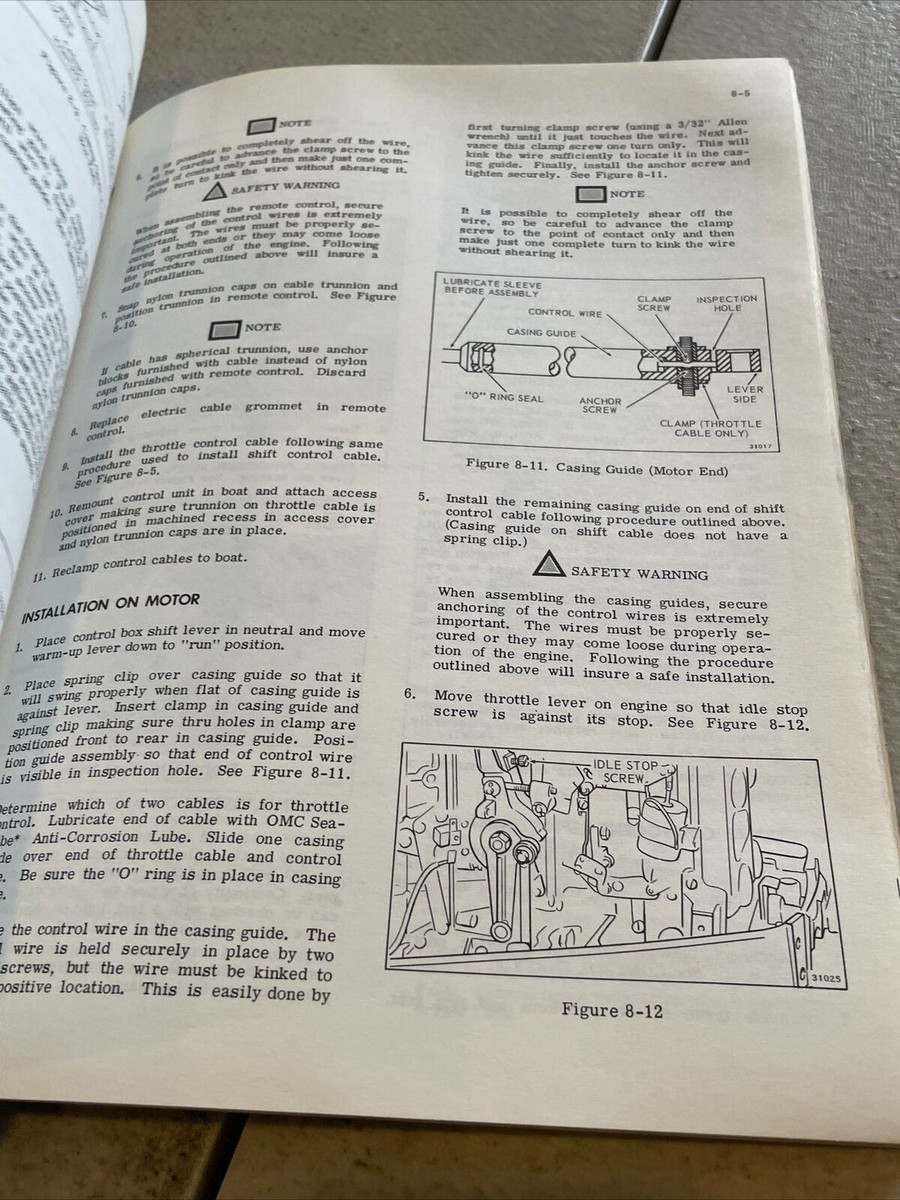 8-5
NOTE
6. It is possible to completely shear off the wire,
so be careful to advance the clamp screw to the
point of contact only and then make just one com-
plete turn to kink the wire without shearing it.
SAFETY WARNING
When assembling the remote control, secure
anchoring of the control wires is extremely
important. The wires must be properly se-
cured at both ends or they may come loose
during operation of the engine. Following
the procedure outlined above will insure a
safe installation.
7. Snap nylon trunnion caps on cable trunnion and
position trunnion in remote control. See Figure
8-10.
NOTE
If cable has spherical trunnion, use anchor
blocks furnished with cable instead of nylon
caps furnished with remote control. Discard
nylon trunnion caps.
8. Replace electric cable grommet in remote
control.
9. Install the throttle control cable following same
procedure used to install shift control cable.
See Figure 8-5.
10. Remount control unit in boat and attach access
cover making sure trunnion on throttle cable is
positioned in machined recess in access cover
and nylon trunnion caps are in place.
11. Reclamp control cables to boat.
INSTALLATION ON MOTOR
1. Place control box shift lever in neutral and move
warm-up lever down to "run" position.
2. Place spring clip over casing guide so that it
will swing properly when flat of casing guide is
against lever. Insert clamp in casing guide and
spring clip making sure thru holes in clamp are
positioned front to rear in casing guide. Posi-
tion guide assembly so that end of control wire
is visible in inspection hole. See Figure 8-11.
etermine which of two cables is for throttle
ntrol. Lubricate end of cable with OMC Sea-
be* Anti-Corrosion Lube. Slide one casing
de over end of throttle cable and control
e. Be sure the "O" ring is in place in casing
e.
e the control wire in the casing guide. The
l wire is held securely in place by two
screws, but the wire must be kinked to
positive location. This is easily done by
first turning clamp screw (using a 3/32" Allen
wrench) until it just touches the wire. Next ad-
vance this clamp screw one turn only. This will
kink the wire sufficiently to locate it in the cas-
ing guide. Finally, install the anchor screw and
tighten securely. See Figure 8-11.
NOTE
It is possible to completely shear off the
wire, so be careful to advance the clamp
screw to the point of contact only and then
make just one complete turn to kink the wire
without shearing it.
LUBRICATE SLEEVE
BEFORE ASSEMBLY
CONTROL WIRE
CASING GUIDE
CLAMP
SCREW
INSPECTION
HOLE
"O" RING SEAL
ANCHOR
SCREW
LEVER
SIDE
CLAMP (THROTTLE
CABLE ONLY)
31017
Figure 8-11. Casing Guide (Motor End)
5. Install the remaining casing guide on end of shift
control cable following procedure outlined above.
(Casing guide on shift cable does not have a
spring clip.)
SAFETY WARNING
When assembling the casing guides, secure
anchoring of the control wires is extremely
important. The wires must be properly se-
cured or they may come loose during opera-
tion of the engine. Following the procedure
outlined above will insure a safe installation.
6. Move throttle lever on engine so that idle stop
screw is against its stop. See Figure 8-12.
IDLE STOP
SCREW
31025
Figure 8-12